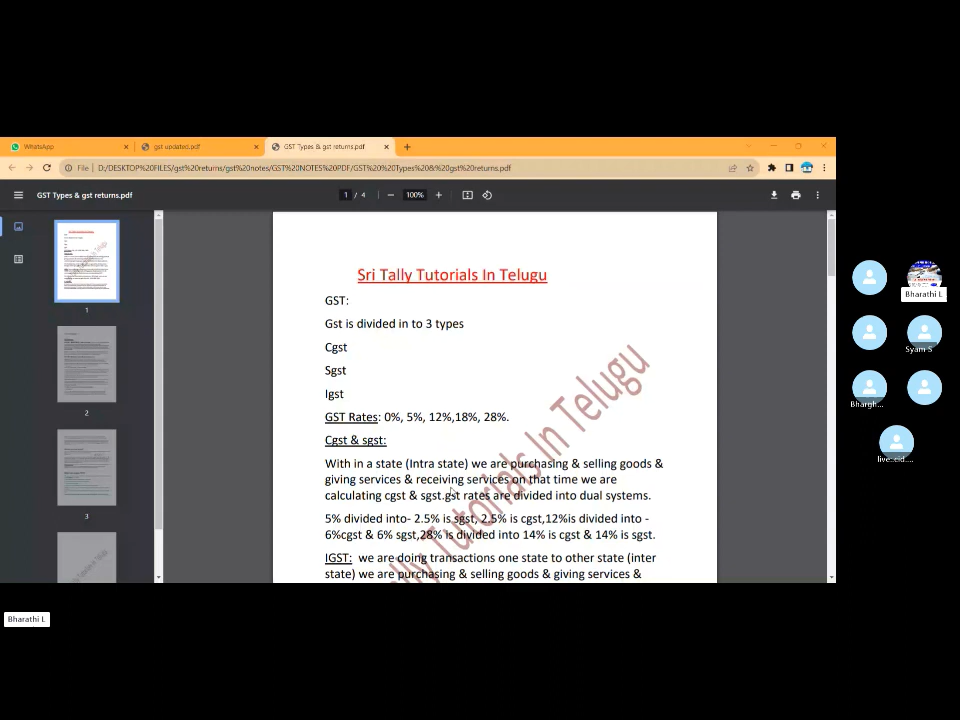 WhatsApp
gst updated.pdf
GST Types & gst returns.pdf
File
D:/DESKTOP%20FILES/gst%20returns/gst%20notes/GST%20NOTES%20PDF/GST%20%20Types%20&%20gst%20returns.pdf
GST Types & gst returns.pdf
1 / 4
100%
Sri Tally Tutorials In Telugu
GST:
Gst is divided in to 3 types
Cgst
Sgst
Igst
GST Rates: 0%, 5%, 12%,18%, 28%.
Cgst & sgst:
With in a state (Intra state) we are purchasing & selling goods &
giving services & receiving services on that time we are
calculating cgst & sgst.gst rates are divided into dual systems.
5% divided into- 2.5% is sgst, 2.5% is cgst,12%is divided into -
6%cgst & 6% sgst,28% is divided into 14% is cgst & 14% is sgst.
IGST: we are doing transactions one state to other state (inter
state) we are purchasing & selling goods & giving services &
Tally Tutorials In Telugu
1
2
3
Bharathi L
Syam S
Bhargh...
live:.cid....
Bharathi L